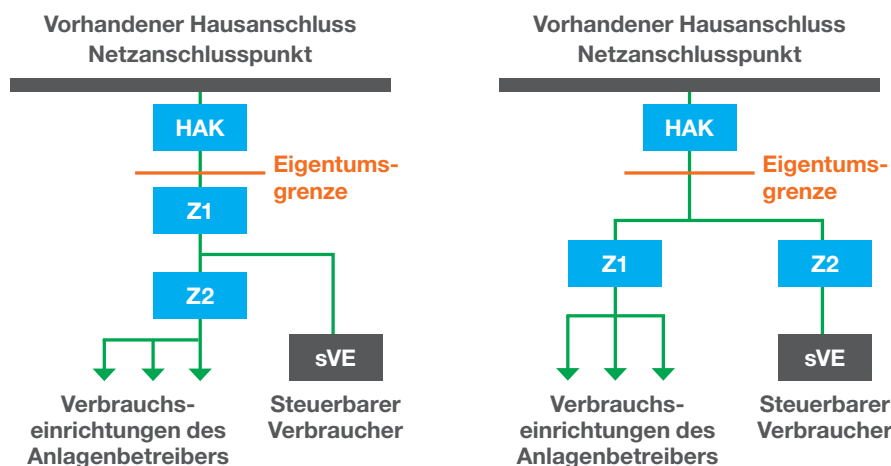 Vorhandener Hausanschluss
Netzanschlusspunkt
HAK
Eigentums-
grenze
Z1
Z2
sVE
Verbrauchs-
einrichtungen des
Anlagenbetreibers
Steuerbarer
Verbraucher
Vorhandener Hausanschluss
Netzanschlusspunkt
HAK
Eigentums-
grenze
Z1
Z2
sVE
Verbrauchs-
einrichtungen des
Anlagenbetreibers
Steuerbarer
Verbraucher